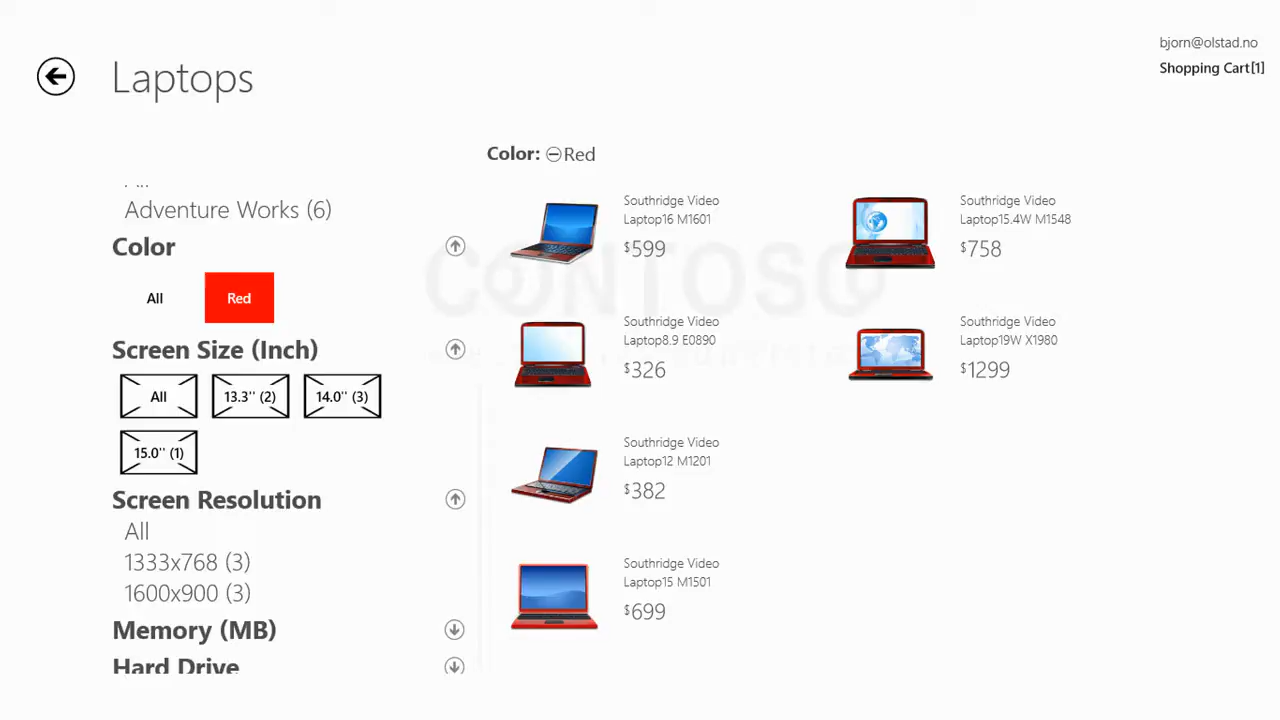 bjorn@olstad.no
Shopping Cart[1]
Laptops
Color: Red
Adventure Works (6)
Color
All
Red
Screen Size (Inch)
All
13.3'' (2)
14.0'' (3)
15.0'' (1)
Screen Resolution
All
1333x768 (3)
1600x900 (3)
Memory (MB)
Hard Drive
CONTOSO
Southridge Video
Laptop16 M1601
$599
Southridge Video
Laptop15.4W M1548
$758
Southridge Video
Laptop8.9 E0890
$326
Southridge Video
Laptop19W X1980
$1299
Southridge Video
Laptop12 M1201
$382
Southridge Video
Laptop15 M1501
$699